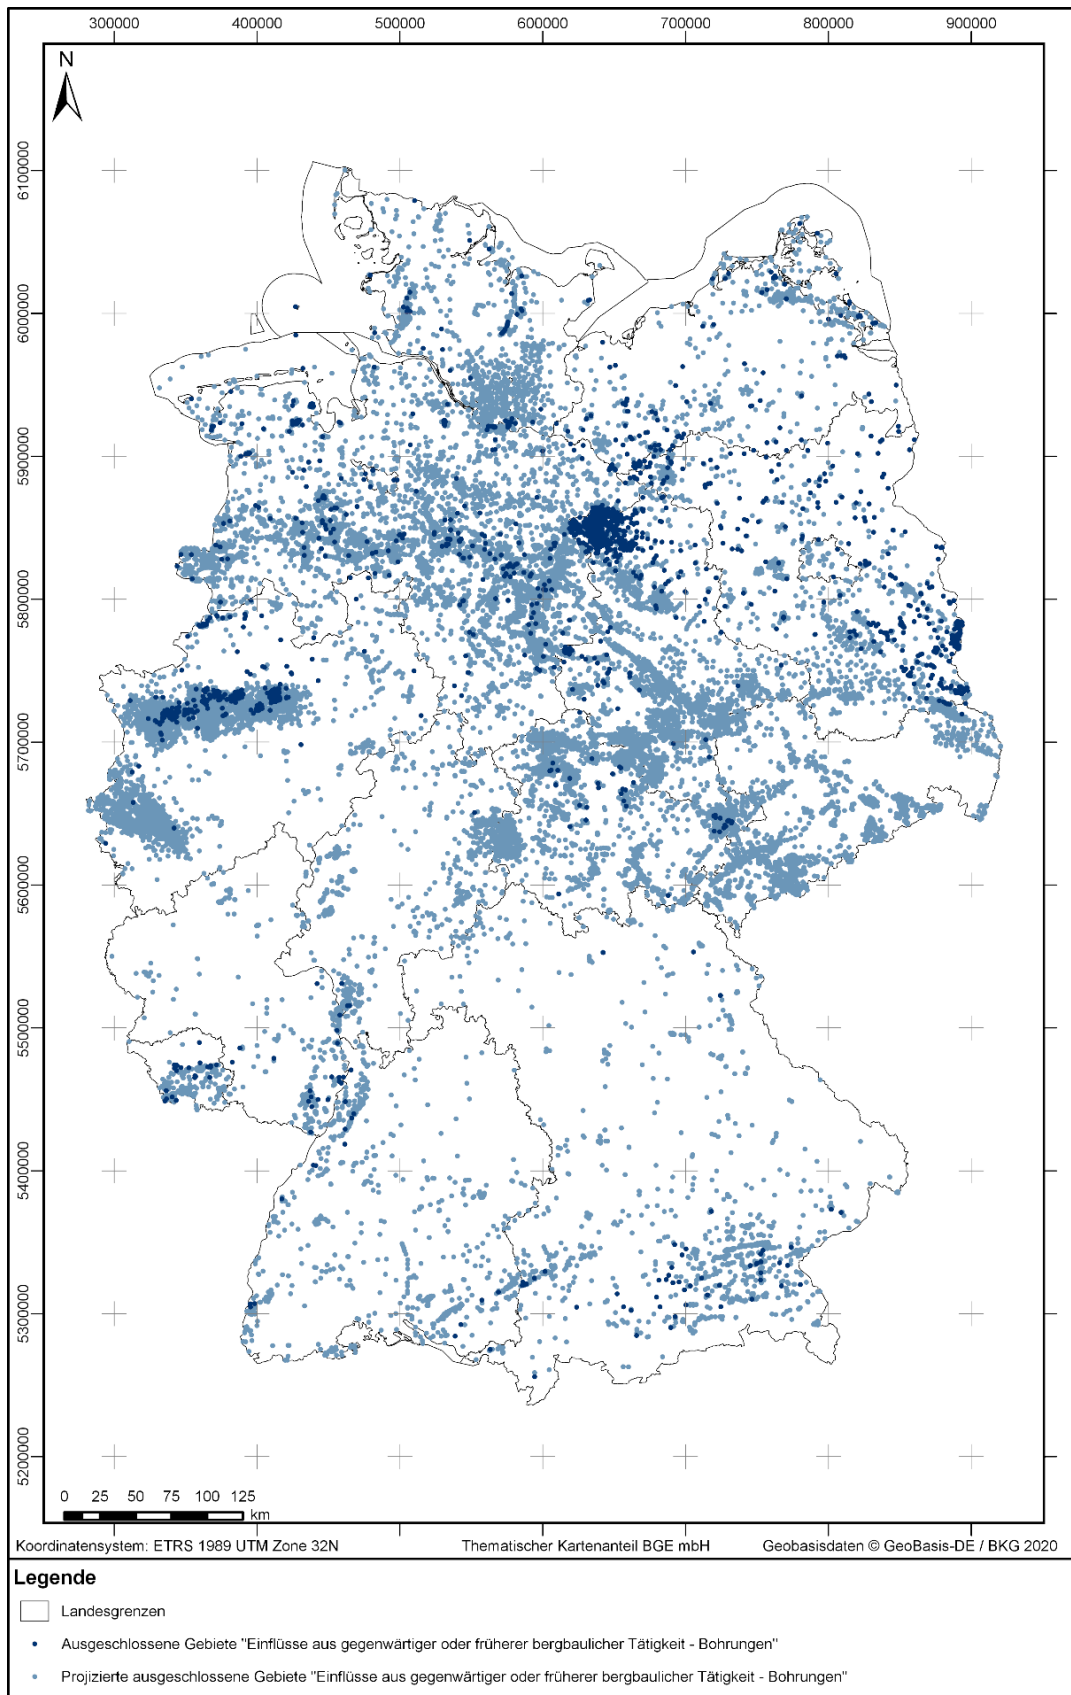 300000 400000 500000 600000 700000 800000 900000
N
6100000
6000000
5900000
5800000
5700000
5600000
5500000
5400000
5300000
5200000
0 25 50 75 100 125
km
Koordinatensystem: ETRS 1989 UTM Zone 32N Thematischer Kartenanteil BGE mbH Geobasisdaten © GeoBasis-DE / BKG 2020
Legende
Landesgrenzen
Ausgeschlossene Gebiete "Einflüsse aus gegenwärtiger oder früherer bergbaulicher Tätigkeit - Bohrungen"
Projizierte ausgeschlossene Gebiete "Einflüsse aus gegenwärtiger oder früherer bergbaulicher Tätigkeit - Bohrungen"